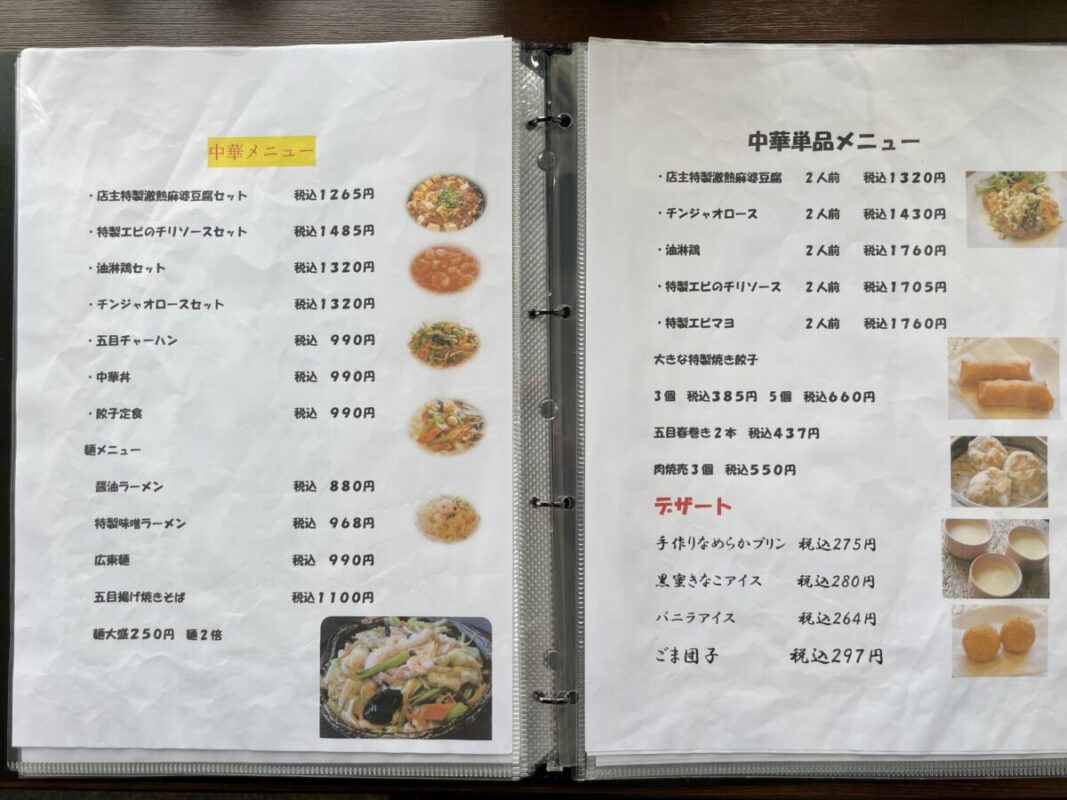 中華メニュー
・店主特製激熱麻婆豆腐セット 税込1265円
・特製エビのチリソースセット 税込1485円
・油淋鶏セット 税込1320円
・チンジャオロースセット 税込1320円
・五目チャーハン 税込 990円
・中華丼 税込 990円
・餃子定食 税込 990円
麺メニュー
醤油ラーメン 税込 880円
特製味噌ラーメン 税込 968円
広東麺 税込 990円
五目揚げ焼きそば 税込1100円
麺大盛250円 麺2倍
中華単品メニュー
・店主特製激熱麻婆豆腐 2人前 税込1320円
・チンジャオロース 2人前 税込1430円
・油淋鶏 2人前 税込1760円
・特製エビのチリソース 2人前 税込1705円
・特製エビマヨ 2人前 税込1760円
大きな特製焼き餃子
3個 税込385円 5個 税込660円
五目春巻き2本 税込437円
肉焼売3個 税込550円
デザート
手作りなめらかプリン 税込275円
黒蜜きなこアイス 税込280円
バニラアイス 税込264円
ごま団子 税込297円